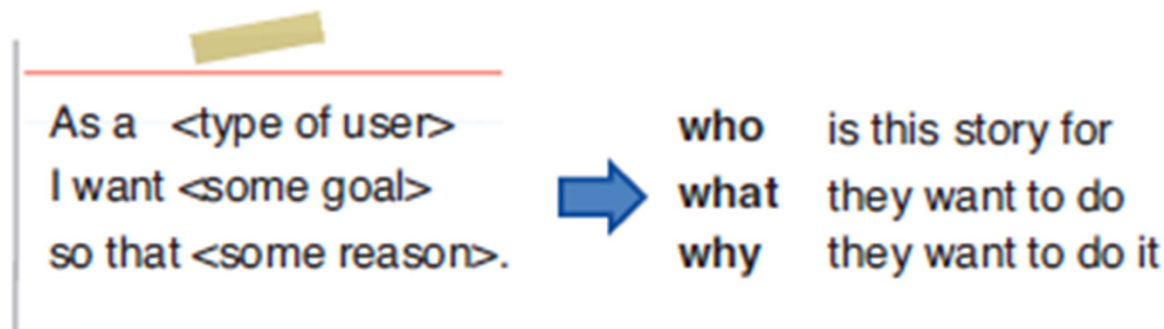 As a <type of user>
I want <some goal>
so that <some reason>.
who is this story for
what they want to do
why they want to do it